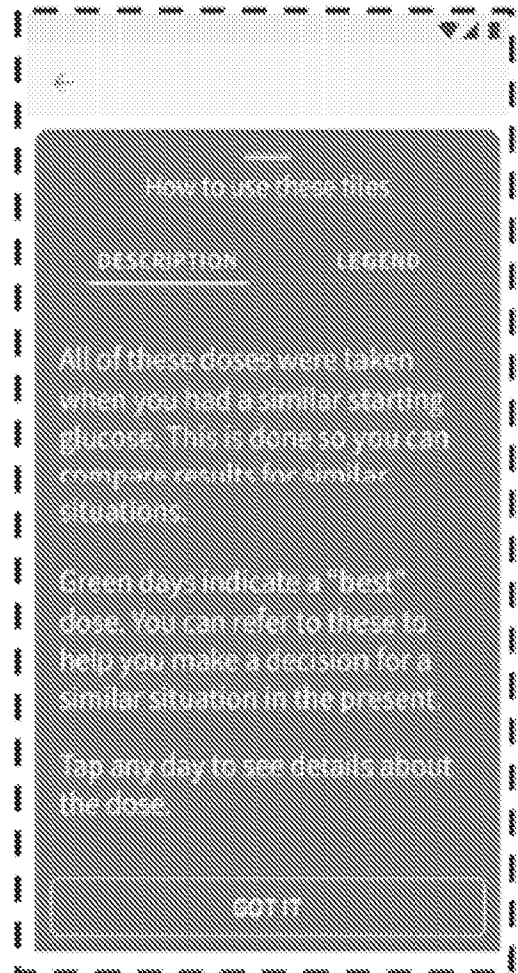 How to use these tiles
DESCRIPTION LEGEND
All of these doses were taken
when you had a similar starting
glucose. This is done so you can
compare results for similar
situations.
Green days indicate a "best"
dose. You can refer to these to
help you make a decision for a
similar situation in the present.
Tap any day to see details about
the dose.
GOT IT